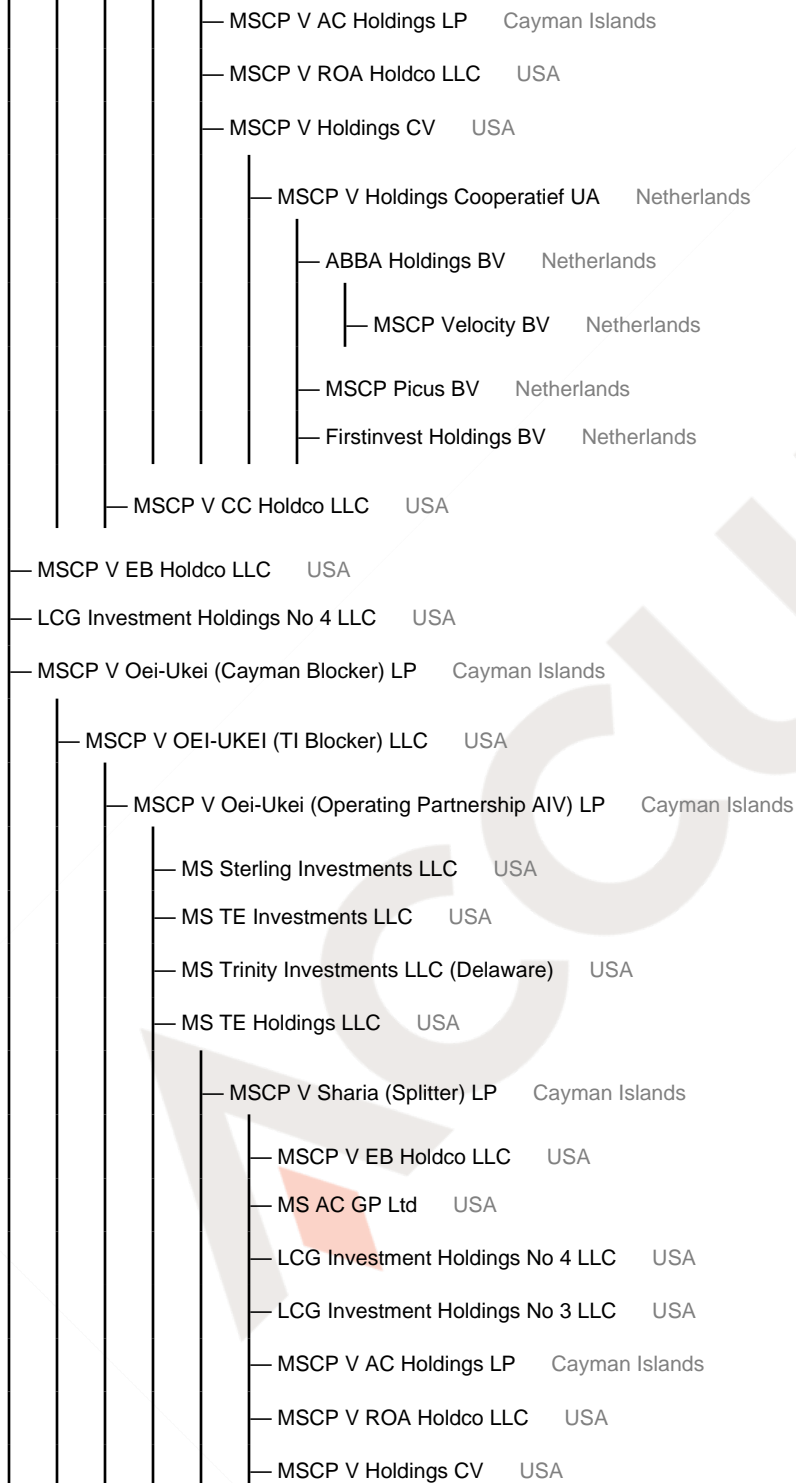 MSCP V AC Holdings LP Cayman Islands
MSCP V ROA Holdco LLC USA
MSCP V Holdings CV USA
MSCP V Holdings Cooperatief UA Netherlands
ABBA Holdings BV Netherlands
MSCP Velocity BV Netherlands
MSCP Picus BV Netherlands
Firstinvest Holdings BV Netherlands
MSCP V CC Holdco LLC USA
MSCP V EB Holdco LLC USA
LCG Investment Holdings No 4 LLC USA
MSCP V Oei-Ukei (Cayman Blocker) LP Cayman Islands
MSCP V OEI-UKEI (TI Blocker) LLC USA
MSCP V Oei-Ukei (Operating Partnership AIV) LP Cayman Islands
MS Sterling Investments LLC USA
MS TE Investments LLC USA
MS Trinity Investments LLC (Delaware) USA
MS TE Holdings LLC USA
MSCP V Sharia (Splitter) LP Cayman Islands
MSCP V EB Holdco LLC USA
MS AC GP Ltd USA
LCG Investment Holdings No 4 LLC USA
LCG Investment Holdings No 3 LLC USA
MSCP V AC Holdings LP Cayman Islands
MSCP V ROA Holdco LLC USA
MSCP V Holdings CV USA